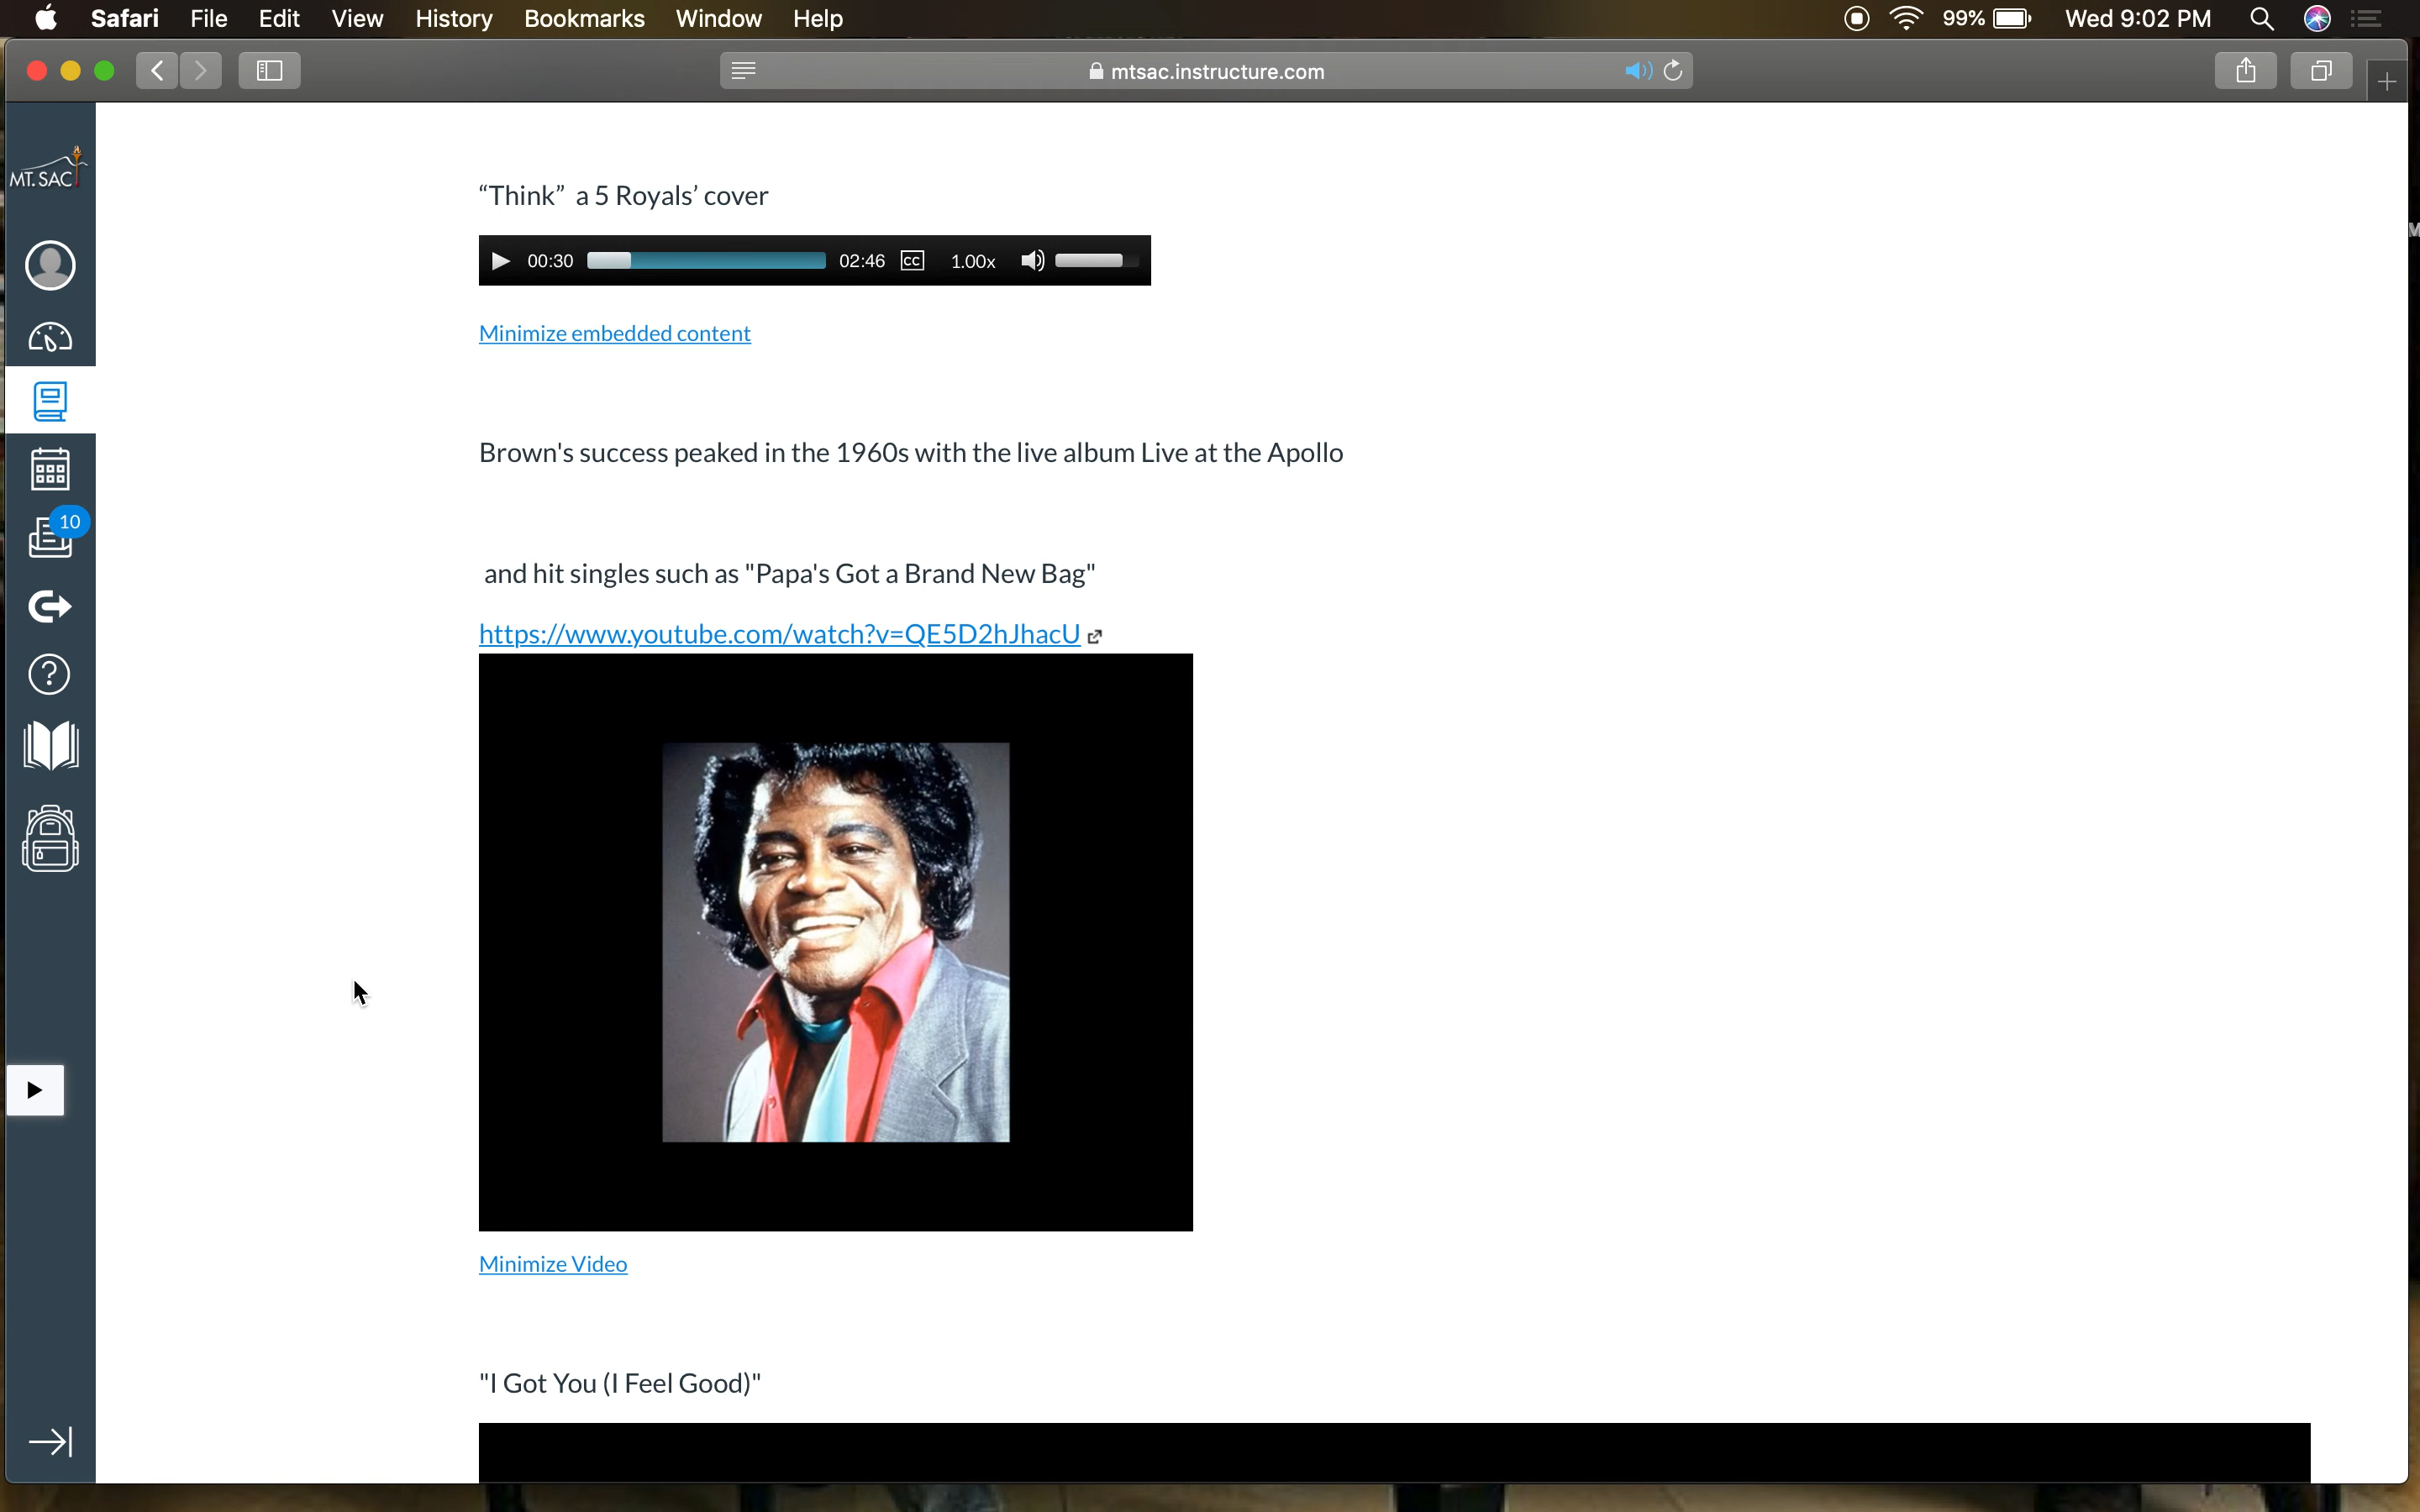 Safari File Edit View History Bookmarks Window Help 99% Wed 9:02 PM
mtsac.instructure.com
MT. SAC
“Think” a 5 Royals’ cover
00:30 02:46 CC 1.00x
Minimize embedded content
Brown's success peaked in the 1960s with the live album Live at the Apollo
10
and hit singles such as "Papa's Got a Brand New Bag"
https://www.youtube.com/watch?v=QE5D2hJhacU
Minimize Video
"I Got You (I Feel Good)"